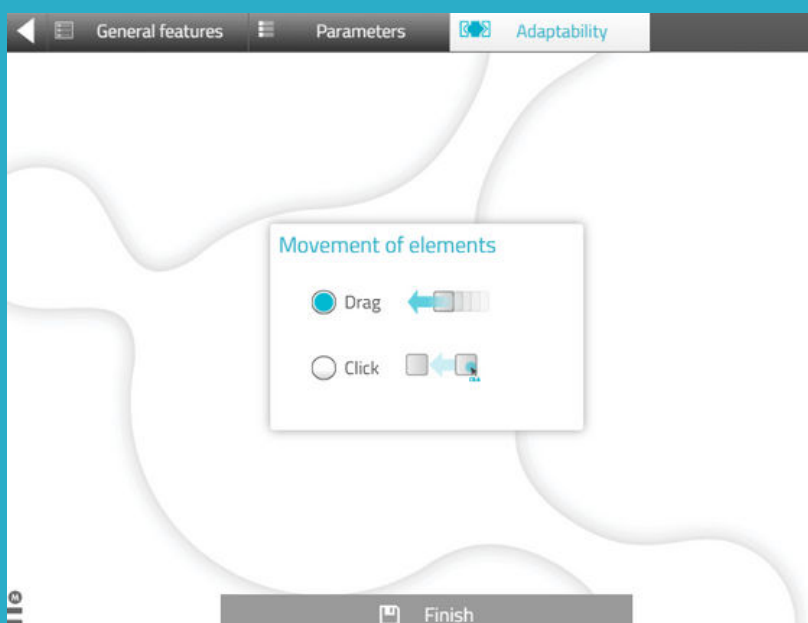 General features
Parameters
Adaptability
Movement of elements
Drag
Click
M
Finish